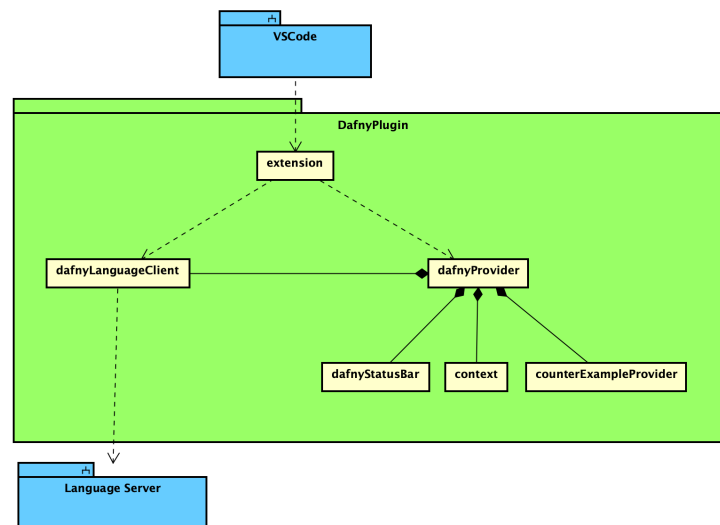 VSCode
DafnyPlugin
extension
dafnyLanguageClient
dafnyProvider
dafnyStatusBar
context
counterExampleProvider
Language Server